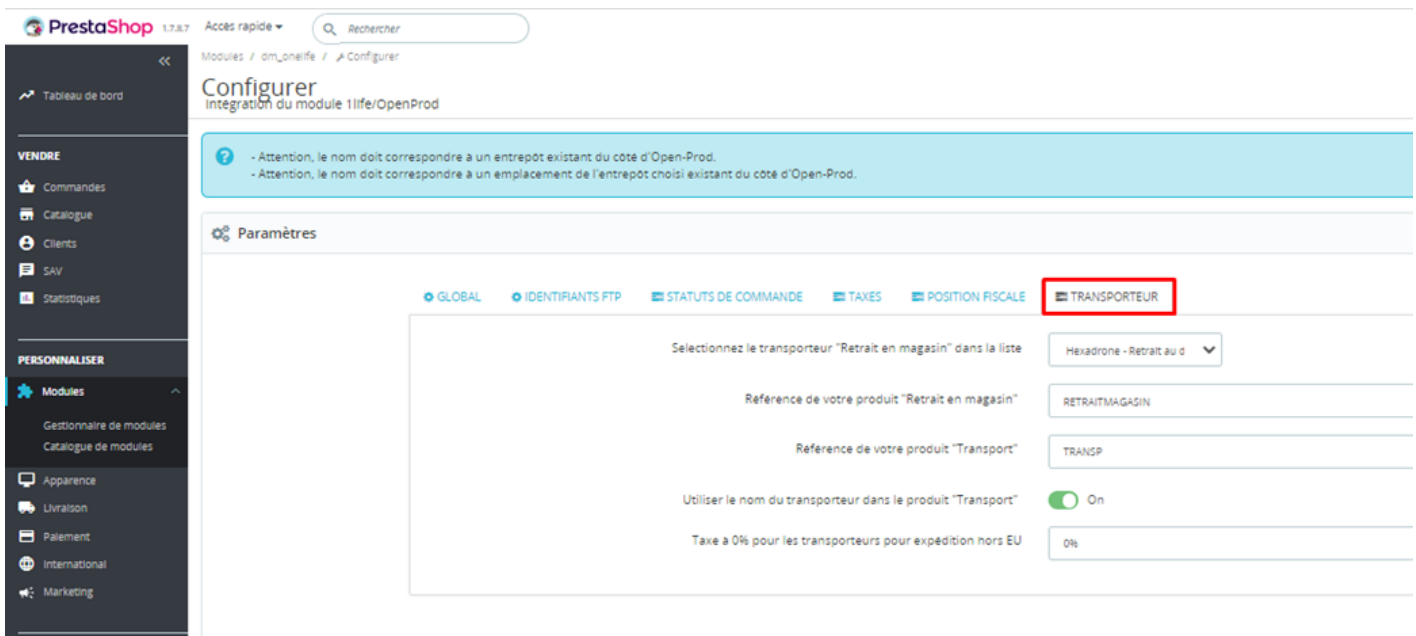 PrestaShop 1.7.8.7 Accès rapide Rechercher
Modules / dm_onelife / Configurer
Configurer
Intégration du module 1life/OpenProd
Tableau de bord
VENDRE
Commandes
Catalogue
Clients
SAV
Statistiques
PERSONNALISER
Modules
Gestionnaire de modules
Catalogue de modules
Apparence
Livraison
Paiement
International
Marketing
- Attention, le nom doit correspondre à un entrepôt existant du côté d'Open-Prod.
- Attention, le nom doit correspondre à un emplacement de l'entrepôt choisi existant du côté d'Open-Prod.
Paramètres
GLOBAL IDENTIFIANTS FTP STATUTS DE COMMANDE TAXES POSITION FISCALE TRANSPORTEUR
Selectionnez le transporteur "Retrait en magasin" dans la liste Hexadrone - Retrait au d
Réference de votre produit "Retrait en magasin" RETRAITMAGASIN
Reference de votre produit "Transport" TRANSP
Utiliser le nom du transporteur dans le produit "Transport" On
Taxe à 0% pour les transporteurs pour expédition hors EU 0%